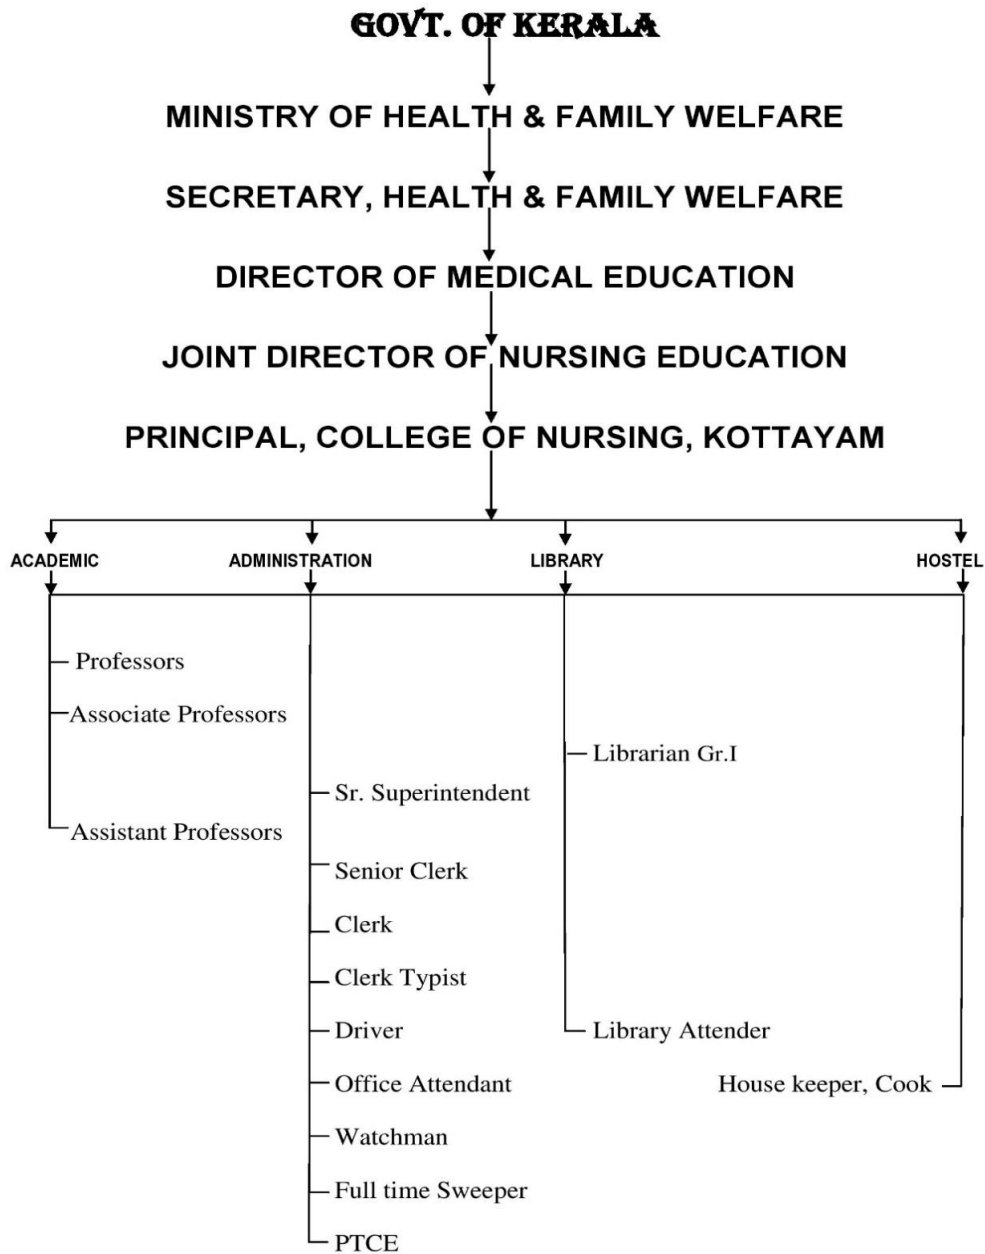 GOVT. OF KERALA
MINISTRY OF HEALTH & FAMILY WELFARE
SECRETARY, HEALTH & FAMILY WELFARE
DIRECTOR OF MEDICAL EDUCATION
JOINT DIRECTOR OF NURSING EDUCATION
PRINCIPAL, COLLEGE OF NURSING, KOTTAYAM
ACADEMIC
Professors
Associate Professors
Assistant Professors
ADMINISTRATION
Sr. Superintendent
Senior Clerk
Clerk
Clerk Typist
Driver
Office Attendant
Watchman
Full time Sweeper
PTCE
LIBRARY
Librarian Gr.I
Library Attender
HOSTEL
House keeper, Cook